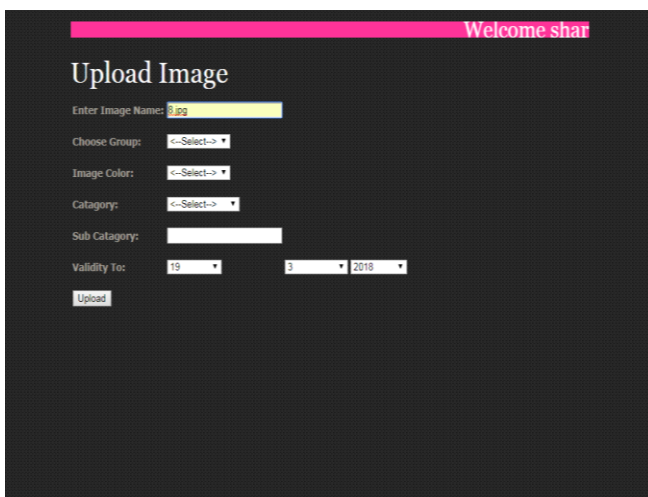 Welcome shar
Upload Image
Enter Image Name: 8.jpg
Choose Group: <--Select-->
Image Color: <--Select-->
Catagory: <--Select-->
Sub Catagory:
Validity To: 19 3 2018
Upload